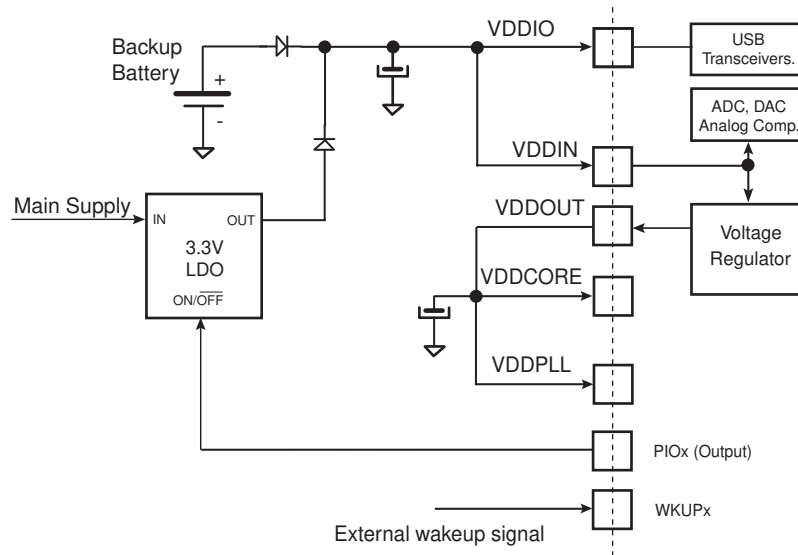 VDDIO
USB
Transceivers.
Backup
Battery
+
-
ADC, DAC
Analog Comp.
VDDIN
Main Supply
IN
OUT
3.3V
LDO
ON/OFF
VDDOUT
Voltage
Regulator
VDDCORE
VDDPLL
PIOx (Output)
WKUPx
External wakeup signal